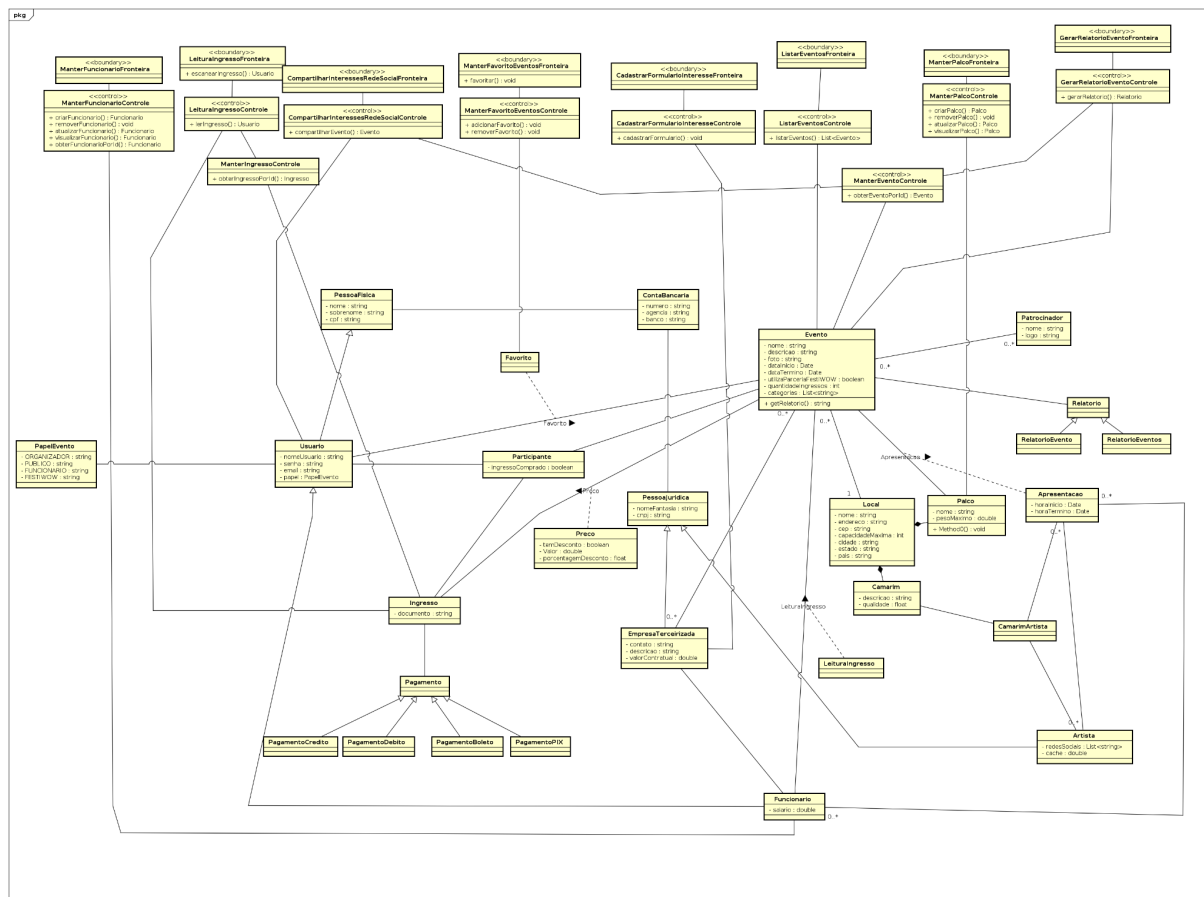 pkg
<<boundary>>
ManterFuncionarioFronteira
<<control>>
ManterFuncionarioControle
+ criarFuncionario() : Funcionario
+ removerFuncionario() : void
+ atualizarFuncionario() : Funcionario
+ visualizarFuncionario() : Funcionario
+ obterFuncionarioPorId() : Funcionario
<<boundary>>
LeituraIngressoFronteira
+ escanearIngresso() : Usuario
<<control>>
LeituraIngressoControle
+ lerIngresso() : Usuario
ManterIngressoControle
+ obterIngressoPorId() : Ingresso
<<boundary>>
CompartilharInteressesRedeSocialFronteira
<<control>>
CompartilharInteressesRedeSocialControle
+ compartilharEvento() : Evento
<<boundary>>
ManterFavoritoEventosFronteira
+ favoritar() : void
<<control>>
ManterFavoritoEventosControle
+ adicionarFavorito() : void
+ removerFavorito() : void
<<boundary>>
CadastrarFormularioInteresseFronteira
<<control>>
CadastrarFormularioInteresseControle
+ cadastrarFormulario() : void
<<boundary>>
ListarEventosFronteira
<<control>>
ListarEventosControle
+ listarEventos() : List<Evento>
<<boundary>>
ManterPalcoFronteira
<<control>>
ManterPalcoControle
+ criarPalco() : Palco
+ removerPalco() : void
+ atualizarPalco() : Palco
+ visualizarPalco() : Palco
<<boundary>>
GerarRelatorioEventoFronteira
<<control>>
GerarRelatorioEventoControle
+ gerarRelatorio() : Relatorio
<<control>>
ManterEventoControle
+ obterEventoPorId() : Evento
PessoaFisica
- nome : string
- sobrenome : string
- cpf : string
ContaBancaria
- numero : string
- agencia : string
- banco : string
Favorito
Favorito
Evento
- nome : string
- descricao : string
- foto : string
- dataInicio : Date
- dataTermino : Date
- utilizaParceriaFestiWOW : boolean
- quantidadeIngressos : int
- categorias : List<string>
+ getRelatorio() : string
0..*
0..*
0..*
Patrocinador
- nome : string
- logo : string
0..*
Relatorio
RelatorioEvento
RelatorioEventos
PapelEvento
- ORGANIZADOR : string
- PUBLICO : string
- FUNCIONARIO : string
- FESTIWOW : string
Usuario
- nomeUsuario : string
- senha : string
- email : string
- papel : PapelEvento
Participante
- ingressoComprado : boolean
Preco
Preco
- temDesconto : boolean
- Valor : double
- porcentagemDesconto : float
PessoaJuridica
- nomeFantasia : string
- cnpj : string
Apresentacao
1
Local
- nome : string
- endereco : string
- cep : string
- capacidadeMaxima : int
- cidade : string
- estado : string
- pais : string
Palco
- nome : string
- pesoMaximo : double
+ Method0() : void
Apresentacao
- horaInicio : Date
- horaTermino : Date
0..*
0..*
Camarim
- descricao : string
- qualidade : float
CamarimArtista
Ingresso
- documento : string
LeituraIngresso
LeituraIngresso
0..*
EmpresaTerceirizada
- contato : string
- descricao : string
- valorContratual : double
Pagamento
PagamentoCredito
PagamentoDebito
PagamentoBoleto
PagamentoPIX
0..*
Artista
- redesSociais : List<string>
- cache : double
Funcionario
- salario : double
0..*